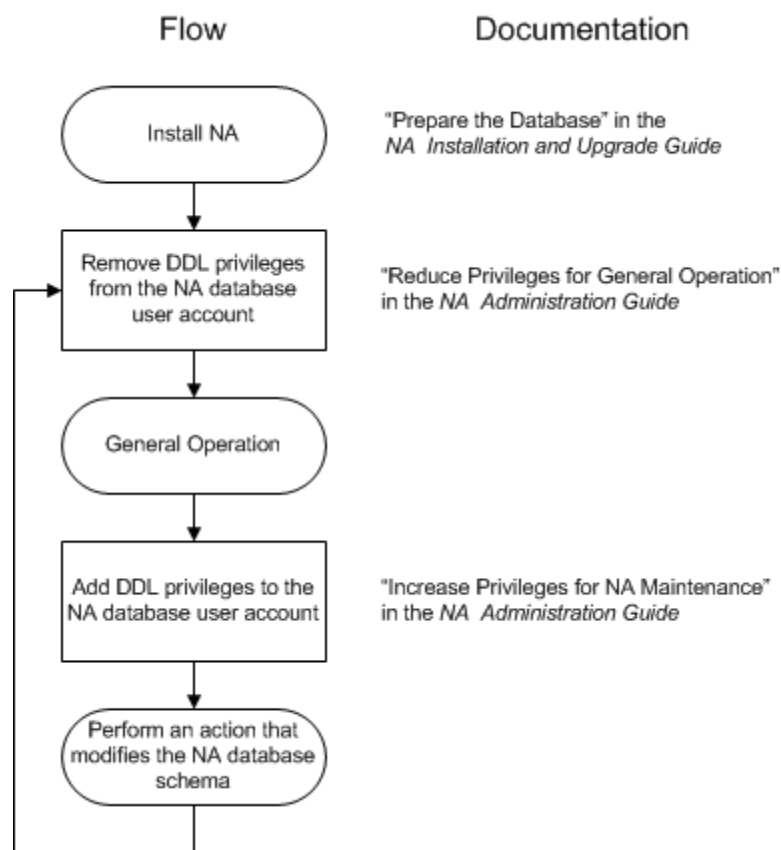 Flow
Documentation
Install NA
“Prepare the Database” in the
NA Installation and Upgrade Guide
Remove DDL privileges
from the NA database
user account
“Reduce Privileges for General Operation”
in the NA Administration Guide
General Operation
Add DDL privileges to the
NA database user account
“Increase Privileges for NA Maintenance”
in the NA Administration Guide
Perform an action that
modifies the NA database
schema